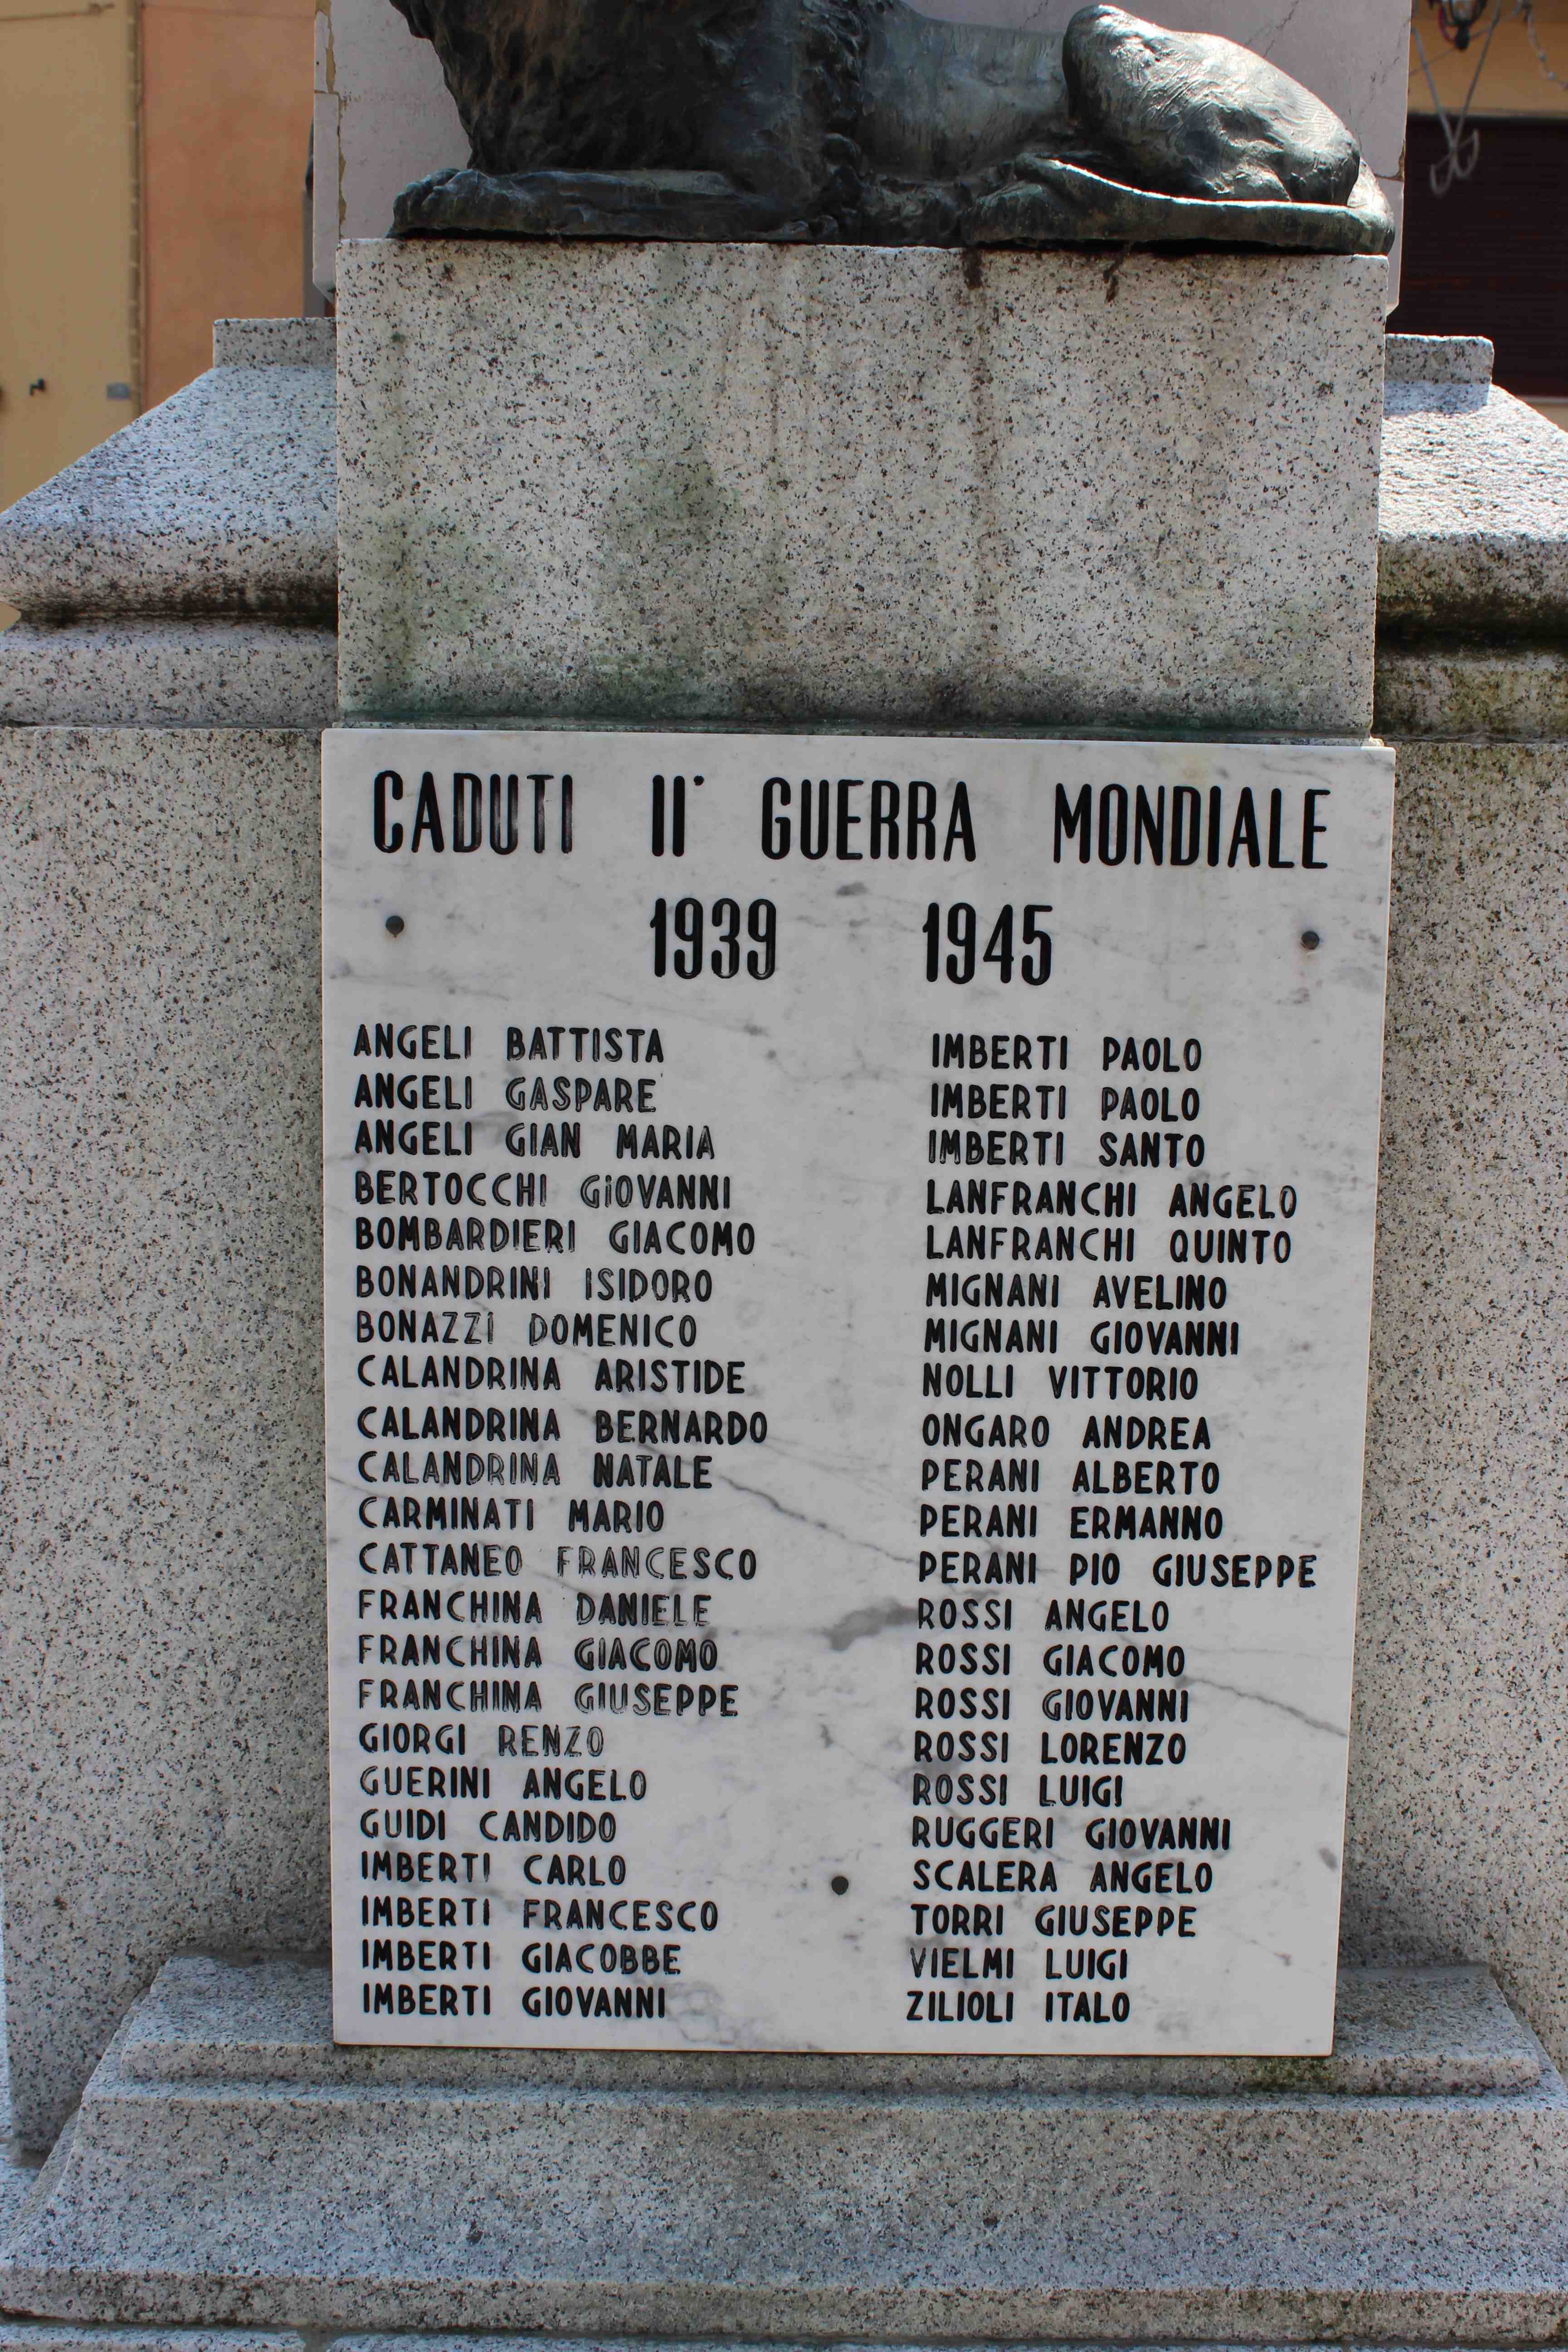 CADUTI II° GUERRA MONDIALE
1939 1945
ANGELI BATTISTA
ANGELI GASPARE
ANGELI GIAN MARIA
BERTOCCHI GIOVANNI
BOMBARDIERI GIACOMO
BONANDRINI ISIDORO
BONAZZI DOMENICO
CALANDRINA ARISTIDE
CALANDRINA BERNARDO
CALANDRINA NATALE
CARMINATI MARIO
CATTANEO FRANCESCO
FRANCHINA DANIELE
FRANCHINA GIACOMO
FRANCHINA GIUSEPPE
GIORGI RENZO
GUERINI ANGELO
GUIDI CANDIDO
IMBERTI CARLO
IMBERTI FRANCESCO
IMBERTI GIACOBBE
IMBERTI GIOVANNI
IMBERTI PAOLO
IMBERTI PAOLO
IMBERTI SANTO
LANFRANCHI ANGELO
LANFRANCHI QUINTO
MIGNANI AVELINO
MIGNANI GIOVANNI
NOLLI VITTORIO
ONGARO ANDREA
PERANI ALBERTO
PERANI ERMANNO
PERANI PIO GIUSEPPE
ROSSI ANGELO
ROSSI GIACOMO
ROSSI GIOVANNI
ROSSI LORENZO
ROSSI LUIGI
RUGGERI GIOVANNI
SCALERA ANGELO
TORRI GIUSEPPE
VIELMI LUIGI
ZILIOLI ITALO